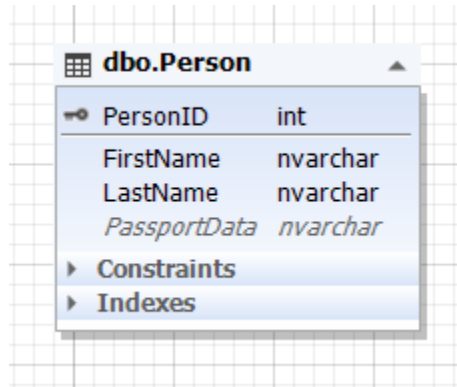 dbo.Person
PersonID int
FirstName nvarchar
LastName nvarchar
PassportData nvarchar
Constraints
Indexes